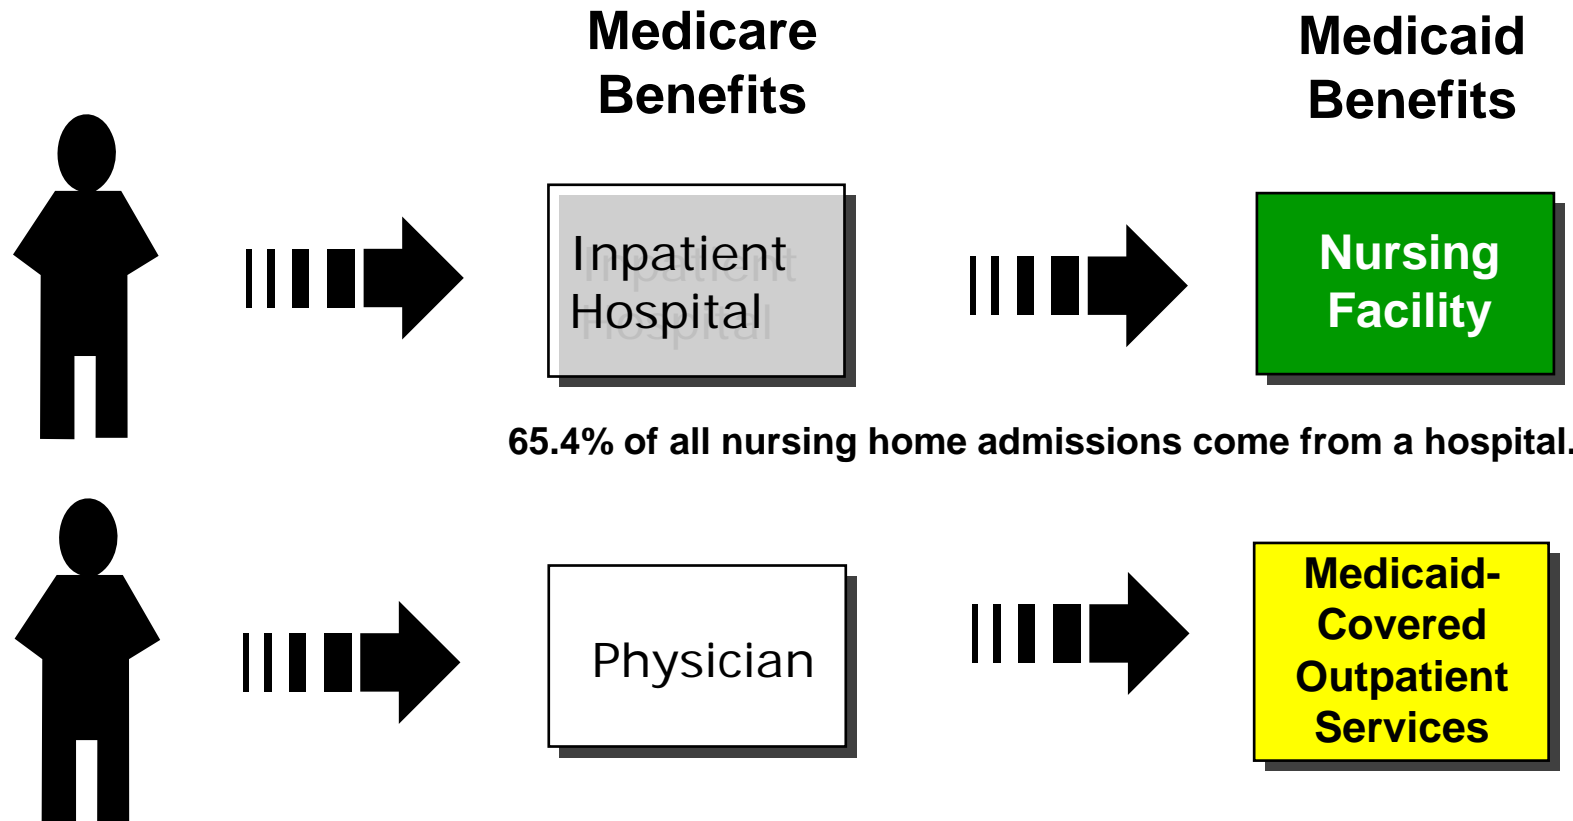 Medicare
Benefits
Medicaid
Benefits
Inpatient
Hospital
Nursing
Facility
65.4% of all nursing home admissions come from a hospital.
Physician
Medicaid-
Covered
Outpatient
Services